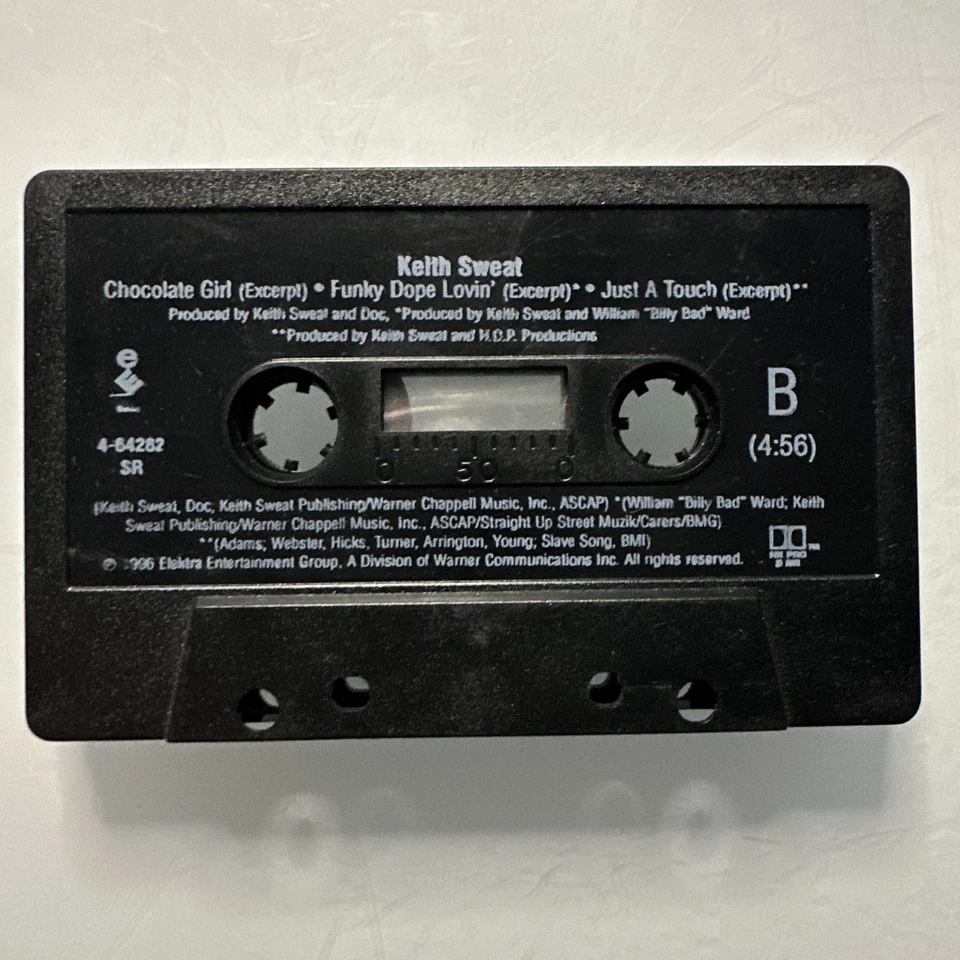 Keith Sweat
Chocolate Girl (Excerpt) • Funky Dope Lovin' (Excerpt)* • Just A Touch (Excerpt)**
Produced by Keith Sweat and Doc, *Produced by Keith Sweat and William "Billy Bad" Ward
**Produced by Keith Sweat and H.O.P. Productions
e
B
4-64282
SR
(4:56)
0 50 0
(Keith Sweat, Doc, Keith Sweat Publishing/Warner Chappell Music, Inc., ASCAP) *(William "Billy Bad" Ward; Keith
Sweat Publishing/Warner Chappell Music, Inc., ASCAP/Straight Up Street Muzik/Carers/BMG)
**(Adams; Webster, Hicks, Turner, Arrington, Young; Slave Song, BMI)
℗ 1996 Elektra Entertainment Group, A Division of Warner Communications Inc. All rights reserved.